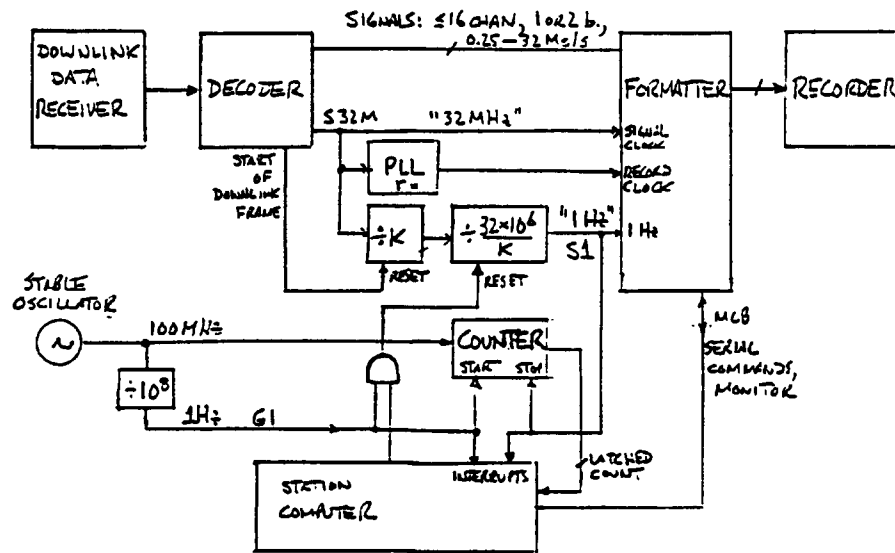 SIGNALS: ≤16 CHAN, 1 OR 2 b.,
0.25–32 Ms/s
DOWNLINK
DATA
RECEIVER
DECODER
FORMATTER
RECORDER
S32M
"32MHz"
SIGNAL
CLOCK
START
OF
DOWNLINK
FRAME
PLL
r=
RECORD
CLOCK
÷K
÷ 32×10⁶
K
"1 Hz"
S1
1 Hz
RESET
RESET
STABLE
OSCILLATOR
~
100MHz
COUNTER
START
STOP
MCB
SERIAL
COMMANDS,
MONITOR
÷10⁸
1Hz
G1
INTERRUPTS
LATCHED
COUNT
STATION
COMPUTER